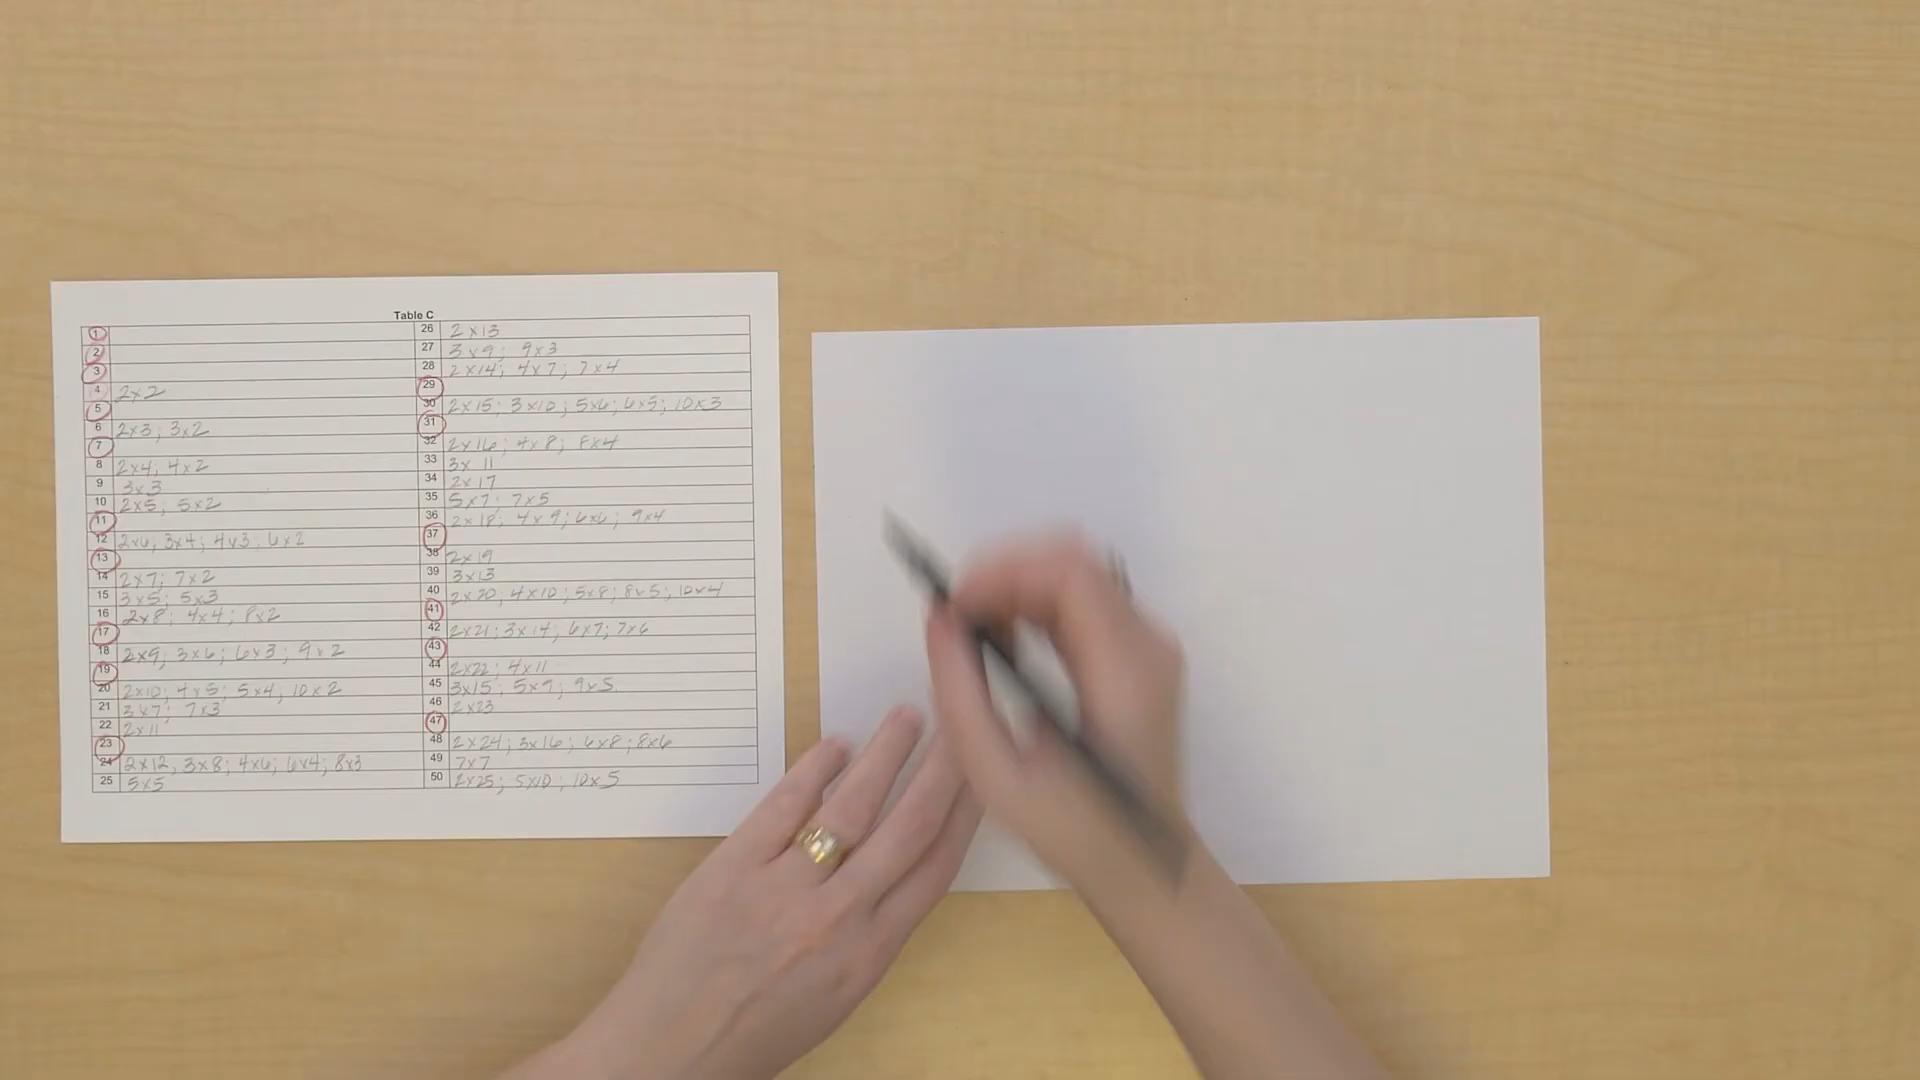 Table C
1
2
3
4 2x2
5
6 2x3; 3x2
7
8 2x4; 4x2
9 3x3
10 2x5; 5x2
11
12 2x6; 3x4; 4x3; 6x2
13
14 2x7; 7x2
15 3x5; 5x3
16 2x8; 4x4; 8x2
17
18 2x9; 3x6; 6x3; 9x2
19
20 2x10; 4x5; 5x4; 10x2
21 3x7; 7x3
22 2x11
23
24 2x12, 3x8; 4x6; 6x4; 8x3
25 5x5
26 2x13
27 3x9; 9x3
28 2x14; 4x7; 7x4
29
30 2x15; 3x10; 5x6; 6x5; 10x3
31
32 2x16; 4x8; 8x4
33 3x 11
34 2x17
35 5x7; 7x5
36 2x18; 4x9; 6x6; 9x4
37
38 2x19
39 3x13
40 2x20; 4x10; 5x8; 8x5; 10x4
41
42 2x21; 3x14; 6x7; 7x6
43
44 2x22; 4x11
45 3x15; 5x9; 9x5
46 2x23
47
48 2x24; 3x16; 6x8; 8x6
49 7x7
50 2x25; 5x10; 10x5